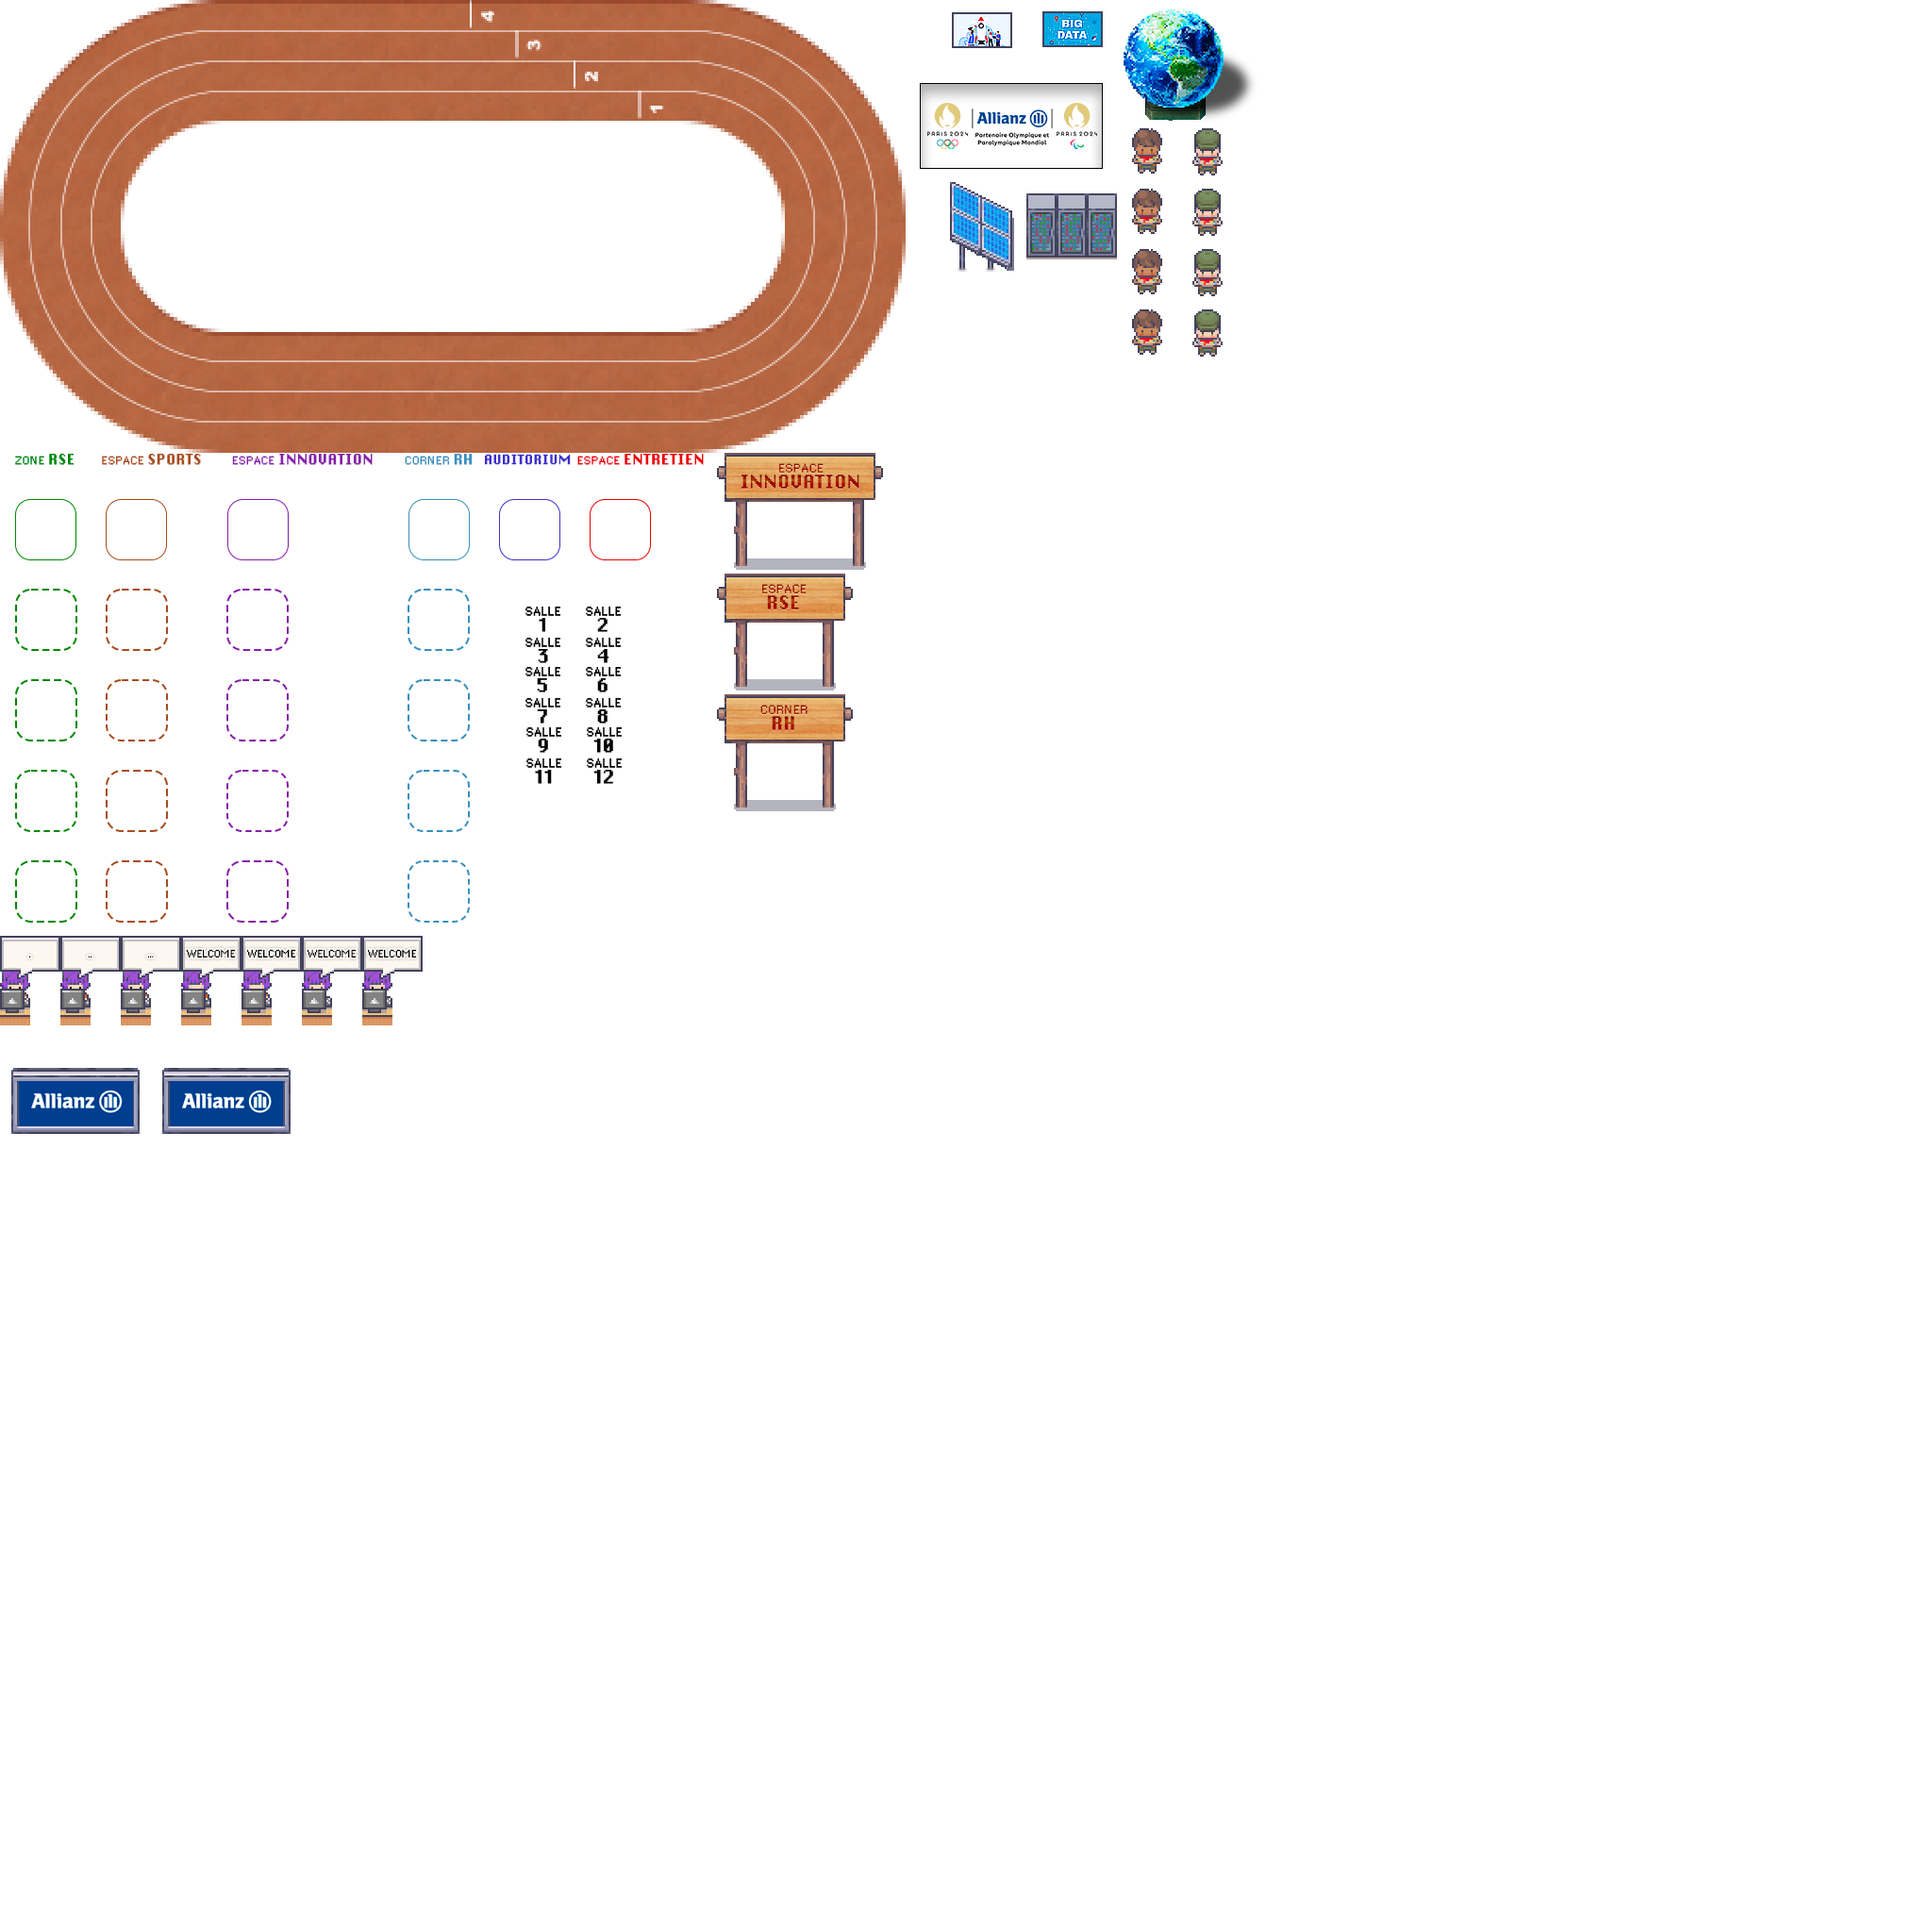 4
3
2
1
BIG
DATA
PARIS 2024
Allianz
Partenaire Olympique et
Paralympique Mondial
PARIS 2024
ZONE RSE
ESPACE SPORTS
ESPACE INNOVATION
CORNER RH
AUDITORIUM
ESPACE ENTRETIEN
ESPACE
INNOVATION
ESPACE
RSE
CORNER
RH
SALLE
1
SALLE
2
SALLE
3
SALLE
4
SALLE
5
SALLE
6
SALLE
7
SALLE
8
SALLE
9
SALLE
10
SALLE
11
SALLE
12
.
..
...
WELCOME
WELCOME
WELCOME
WELCOME
Allianz
Allianz